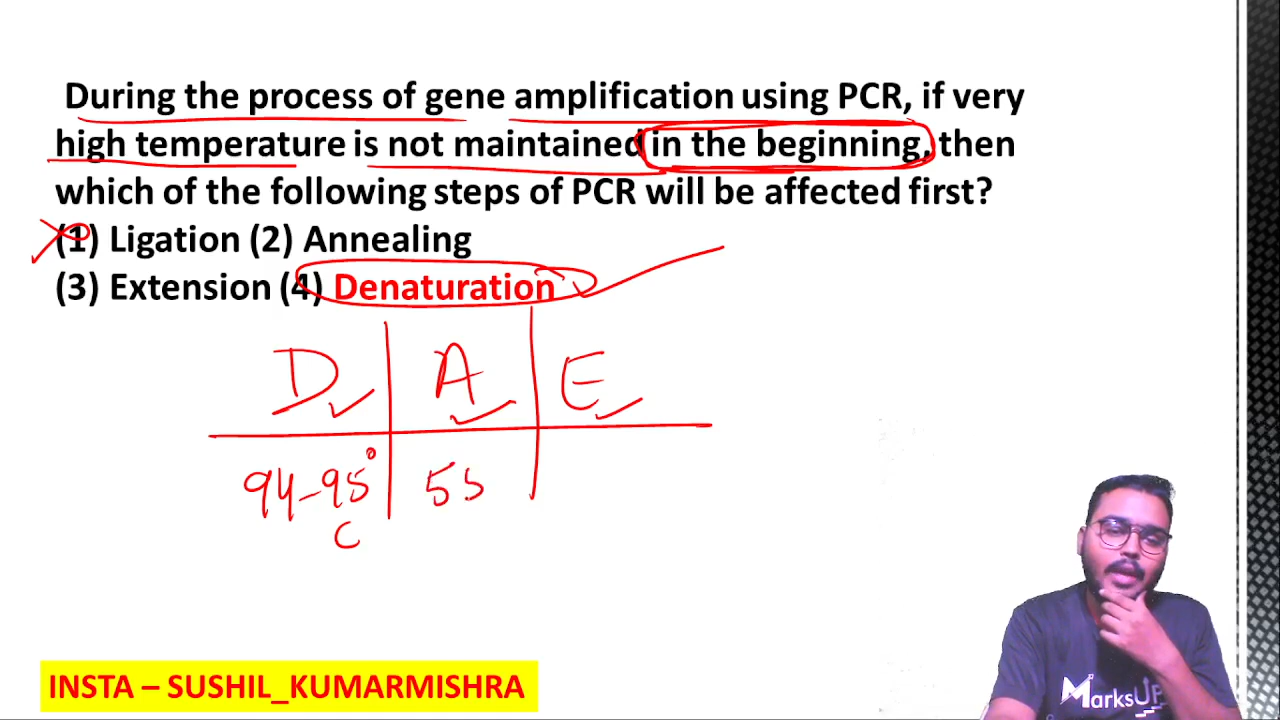 During the process of gene amplification using PCR, if very
high temperature is not maintained in the beginning, then
which of the following steps of PCR will be affected first?
(1) Ligation (2) Annealing
(3) Extension (4) Denaturation
D A E
94-95° 55
C
INSTA – SUSHIL_KUMARMISHRA
MarksUP